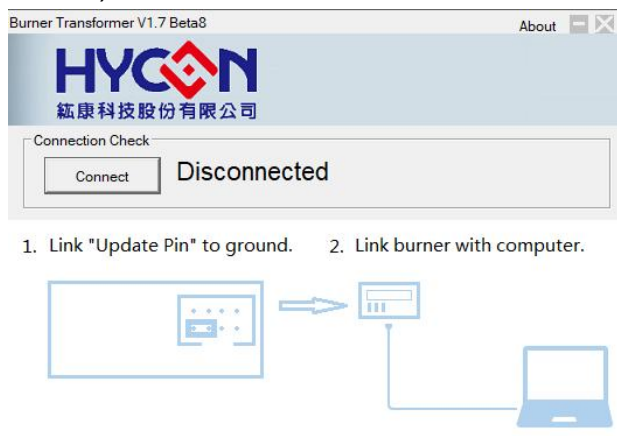 Burner Transformer V1.7 Beta8 About
HYCON
紘康科技股份有限公司
Connection Check
Connect Disconnected
1. Link "Update Pin" to ground. 2. Link burner with computer.